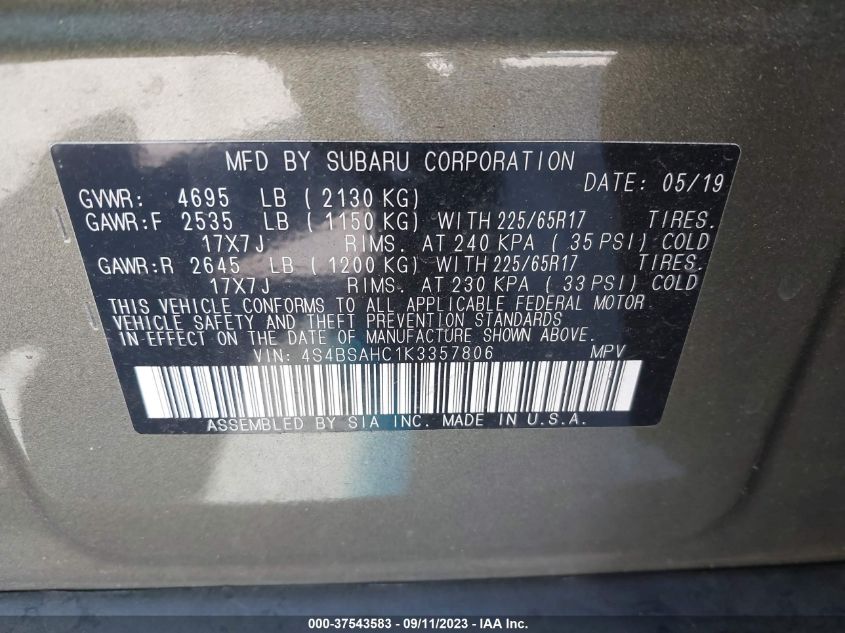 MFD BY SUBARU CORPORATION
DATE: 05/19
GVWR: 4695 LB ( 2130 KG)
GAWR:F 2535 LB ( 1150 KG) WITH 225/65R17 TIRES.
17X7J RIMS. AT 240 KPA ( 35 PSI) COLD
GAWR:R 2645 LB ( 1200 KG) WITH 225/65R17 TIRES.
17X7J RIMS. AT 230 KPA ( 33 PSI) COLD
THIS VEHICLE CONFORMS TO ALL APPLICABLE FEDERAL MOTOR
VEHICLE SAFETY AND THEFT PREVENTION STANDARDS
IN EFFECT ON THE DATE OF MANUFACTURE SHOWN ABOVE.
VIN: 4S4BSAHC1K3357806 MPV
ASSEMBLED BY SIA INC. MADE IN U.S.A.
000-37543583 - 09/11/2023 - IAA Inc.